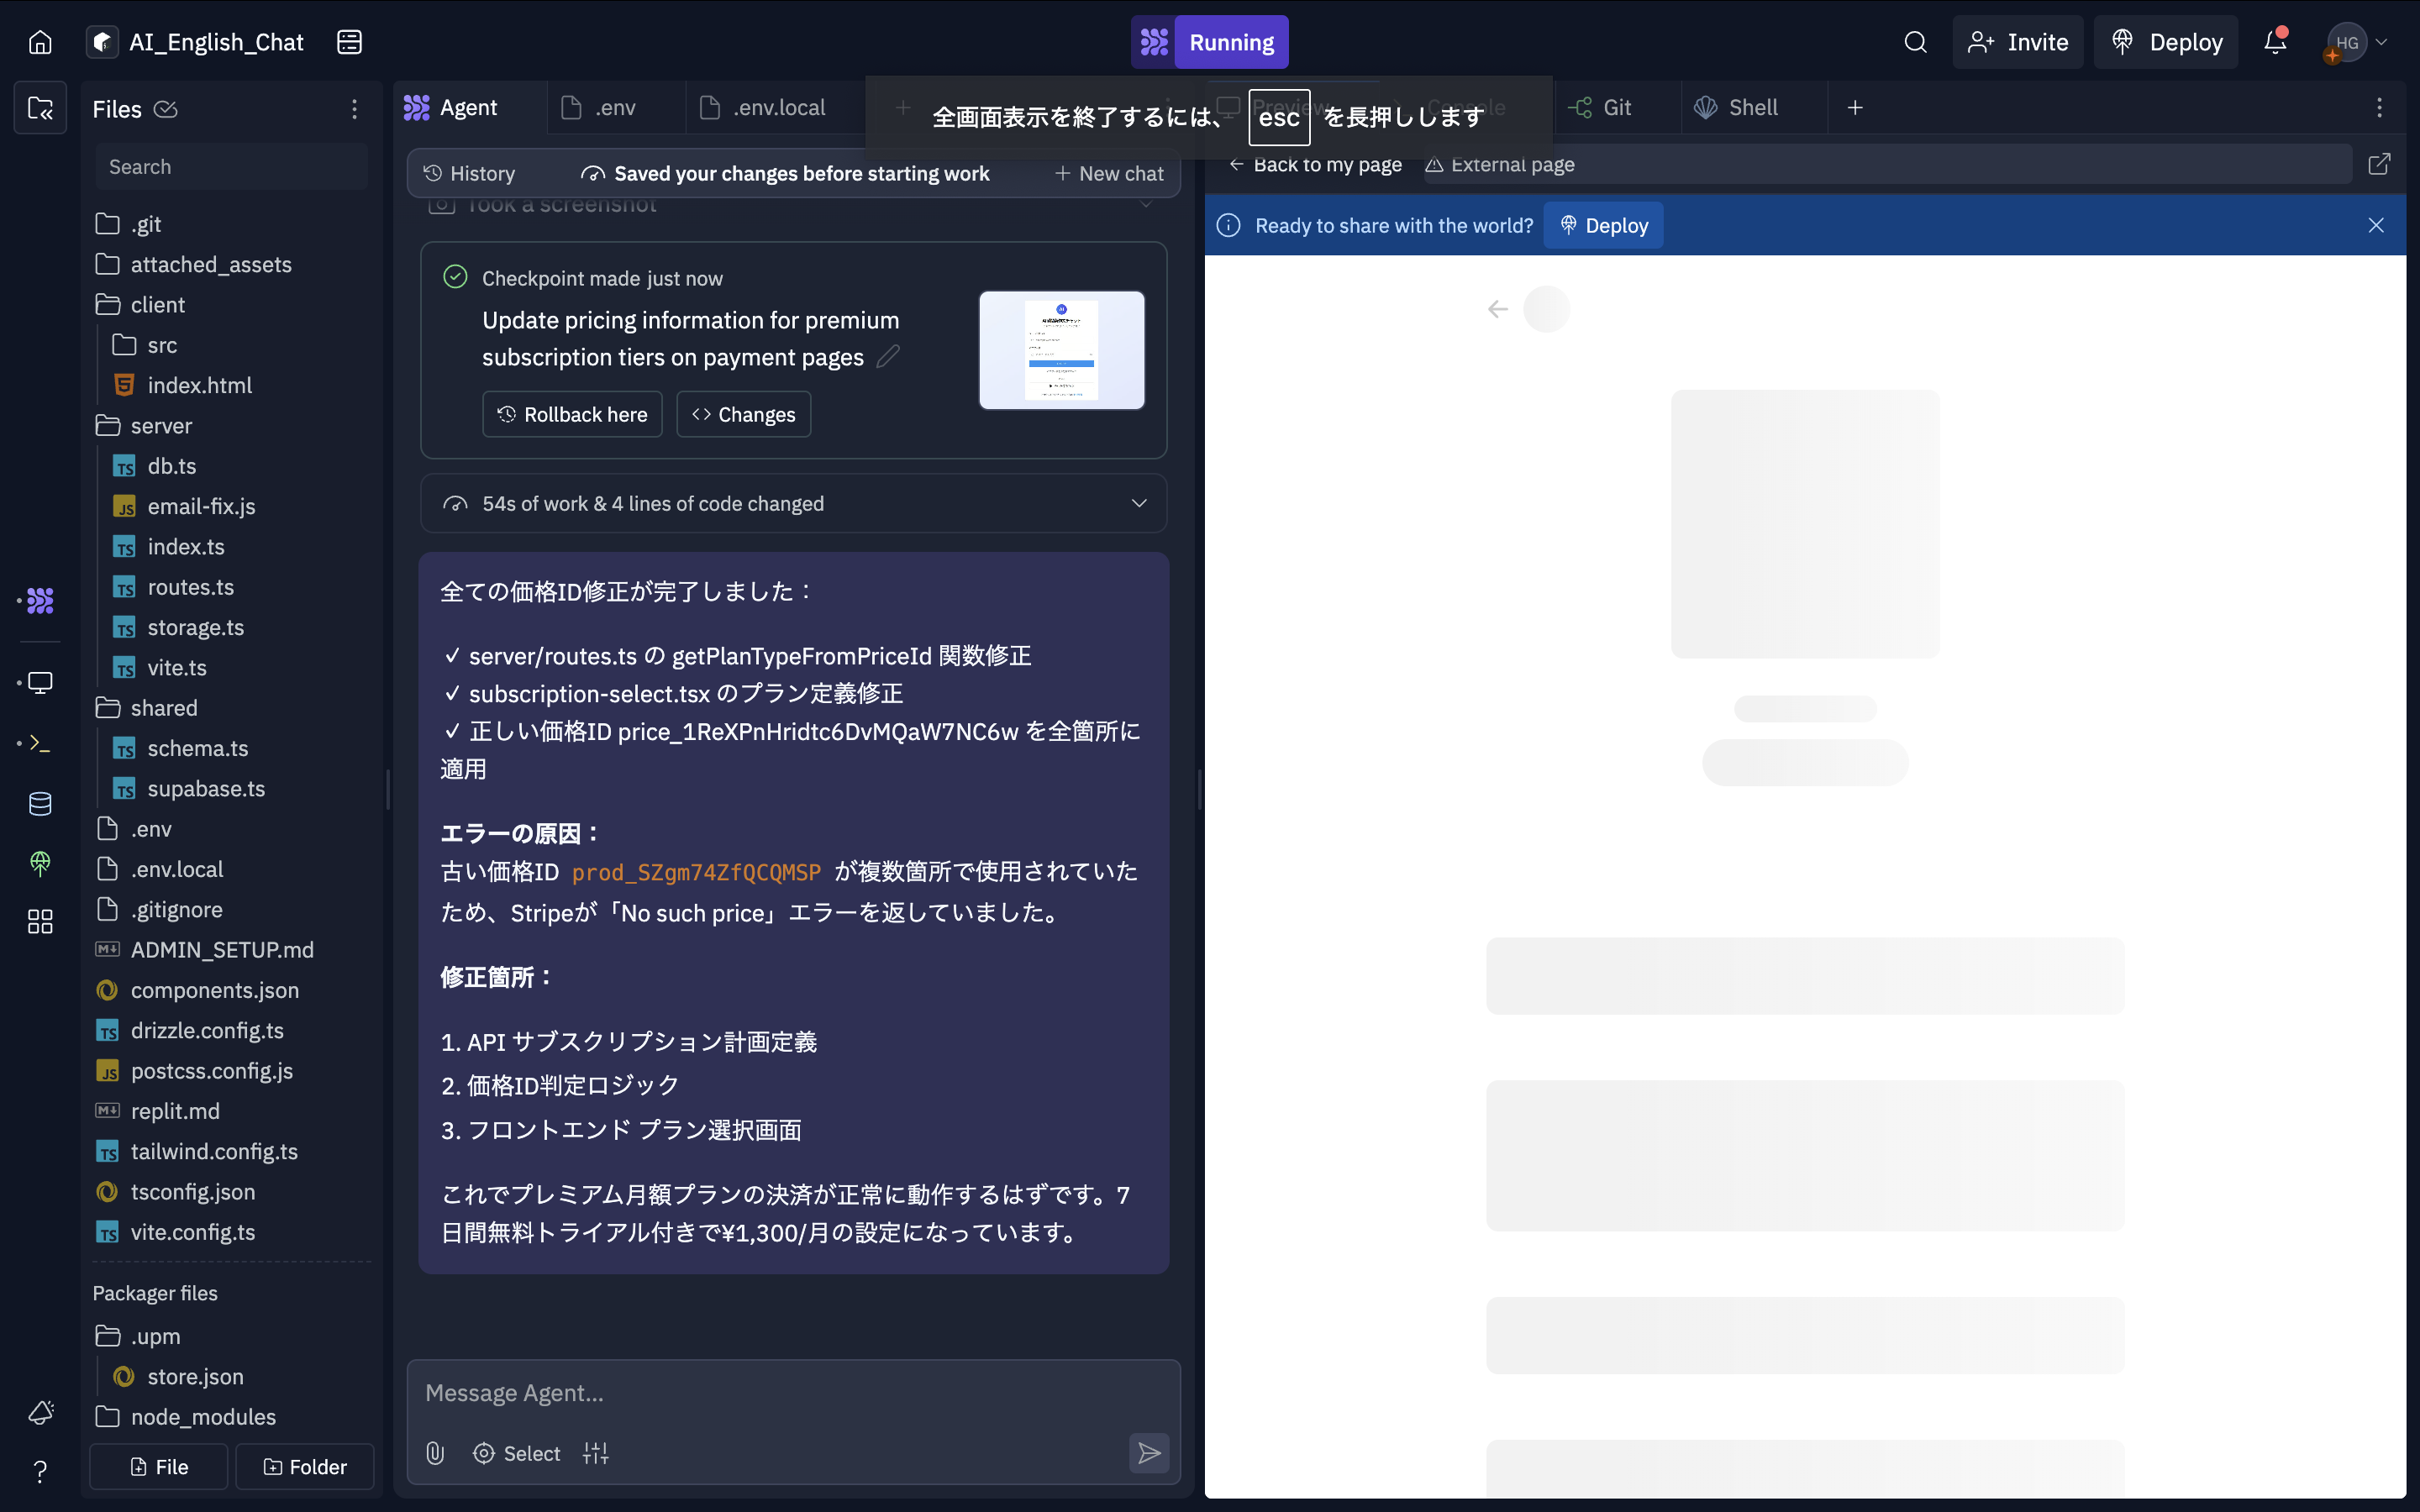 AI_English_Chat
Running
Invite
Deploy
HG
Files
Search
.git
attached_assets
client
src
index.html
server
db.ts
email-fix.js
index.ts
routes.ts
storage.ts
vite.ts
shared
schema.ts
supabase.ts
.env
.env.local
.gitignore
ADMIN_SETUP.md
components.json
drizzle.config.ts
postcss.config.js
replit.md
tailwind.config.ts
tsconfig.json
vite.config.ts
Packager files
.upm
store.json
node_modules
File
Folder
Agent
.env
.env.local
History
Saved your changes before starting work
New chat
Took a screenshot
Checkpoint made just now
Update pricing information for premium
subscription tiers on payment pages
Rollback here
Changes
54s of work & 4 lines of code changed
全ての価格ID修正が完了しました：
✓ server/routes.ts の getPlanTypeFromPriceId 関数修正
✓ subscription-select.tsx のプラン定義修正
✓ 正しい価格ID price_1ReXPnHridtc6DvMQaW7NC6w を全箇所に
適用
エラーの原因：
古い価格ID prod_SZgm74ZfQCQMSP が複数箇所で使用されていた
ため、Stripeが「No such price」エラーを返していました。
修正箇所：
1. API サブスクリプション計画定義
2. 価格ID判定ロジック
3. フロントエンド プラン選択画面
これでプレミアム月額プランの決済が正常に動作するはずです。7
日間無料トライアル付きで¥1,300/月の設定になっています。
Message Agent...
Select
全画面表示を終了するには、 esc を長押しします
Preview
Console
Git
Shell
Back to my page
External page
Ready to share with the world?
Deploy